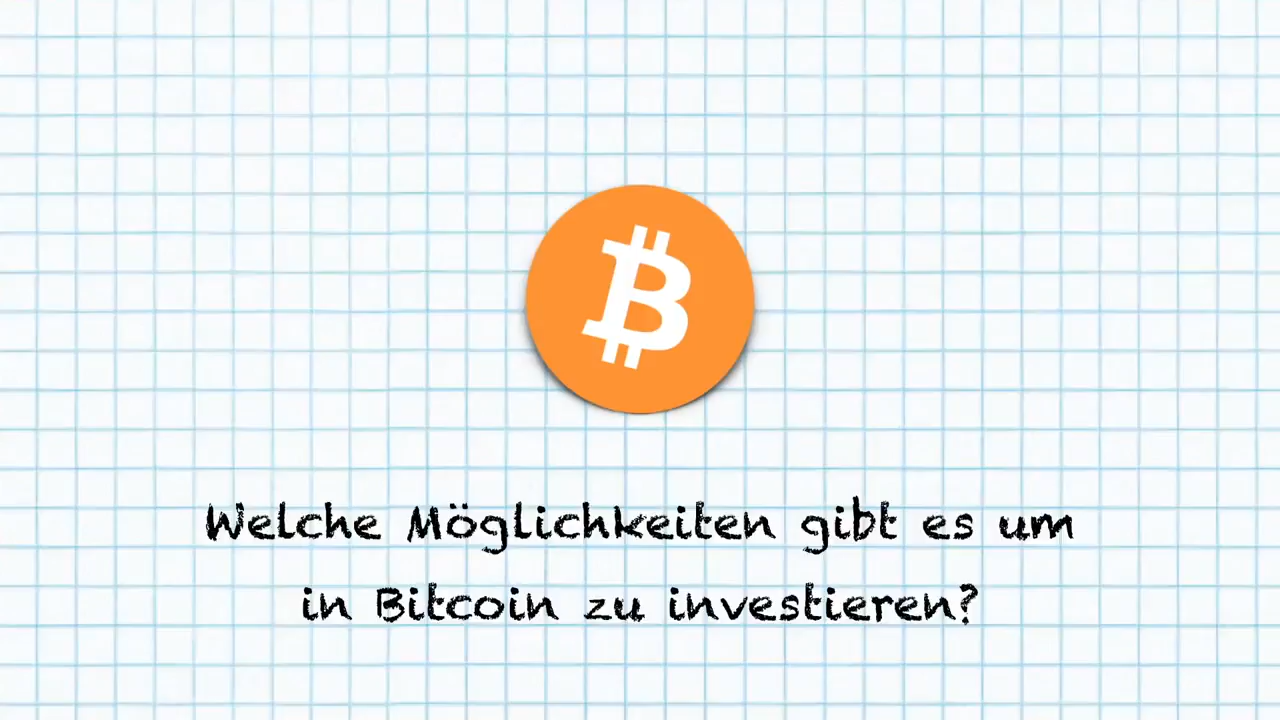 Welche Möglichkeiten gibt es um
in Bitcoin zu investieren?